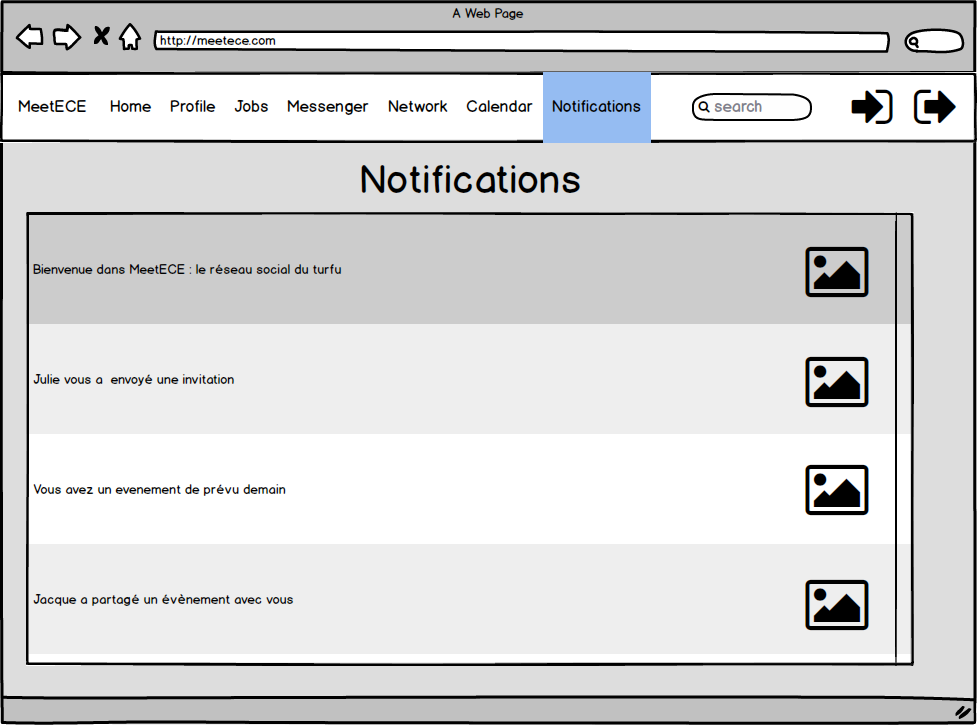 A Web Page
http://meetece.com
MeetECE Home Profile Jobs Messenger Network Calendar Notifications search
Notifications
Bienvenue dans MeetECE : le réseau social du turfu
Julie vous a  envoyé une invitation
Vous avez un evenement de prévu demain
Jacque a partagé un évènement avec vous